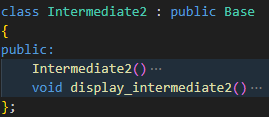 class Intermediate2 : public Base
{
public:
    Intermediate2()⋯
    void display_intermediate2()⋯
};